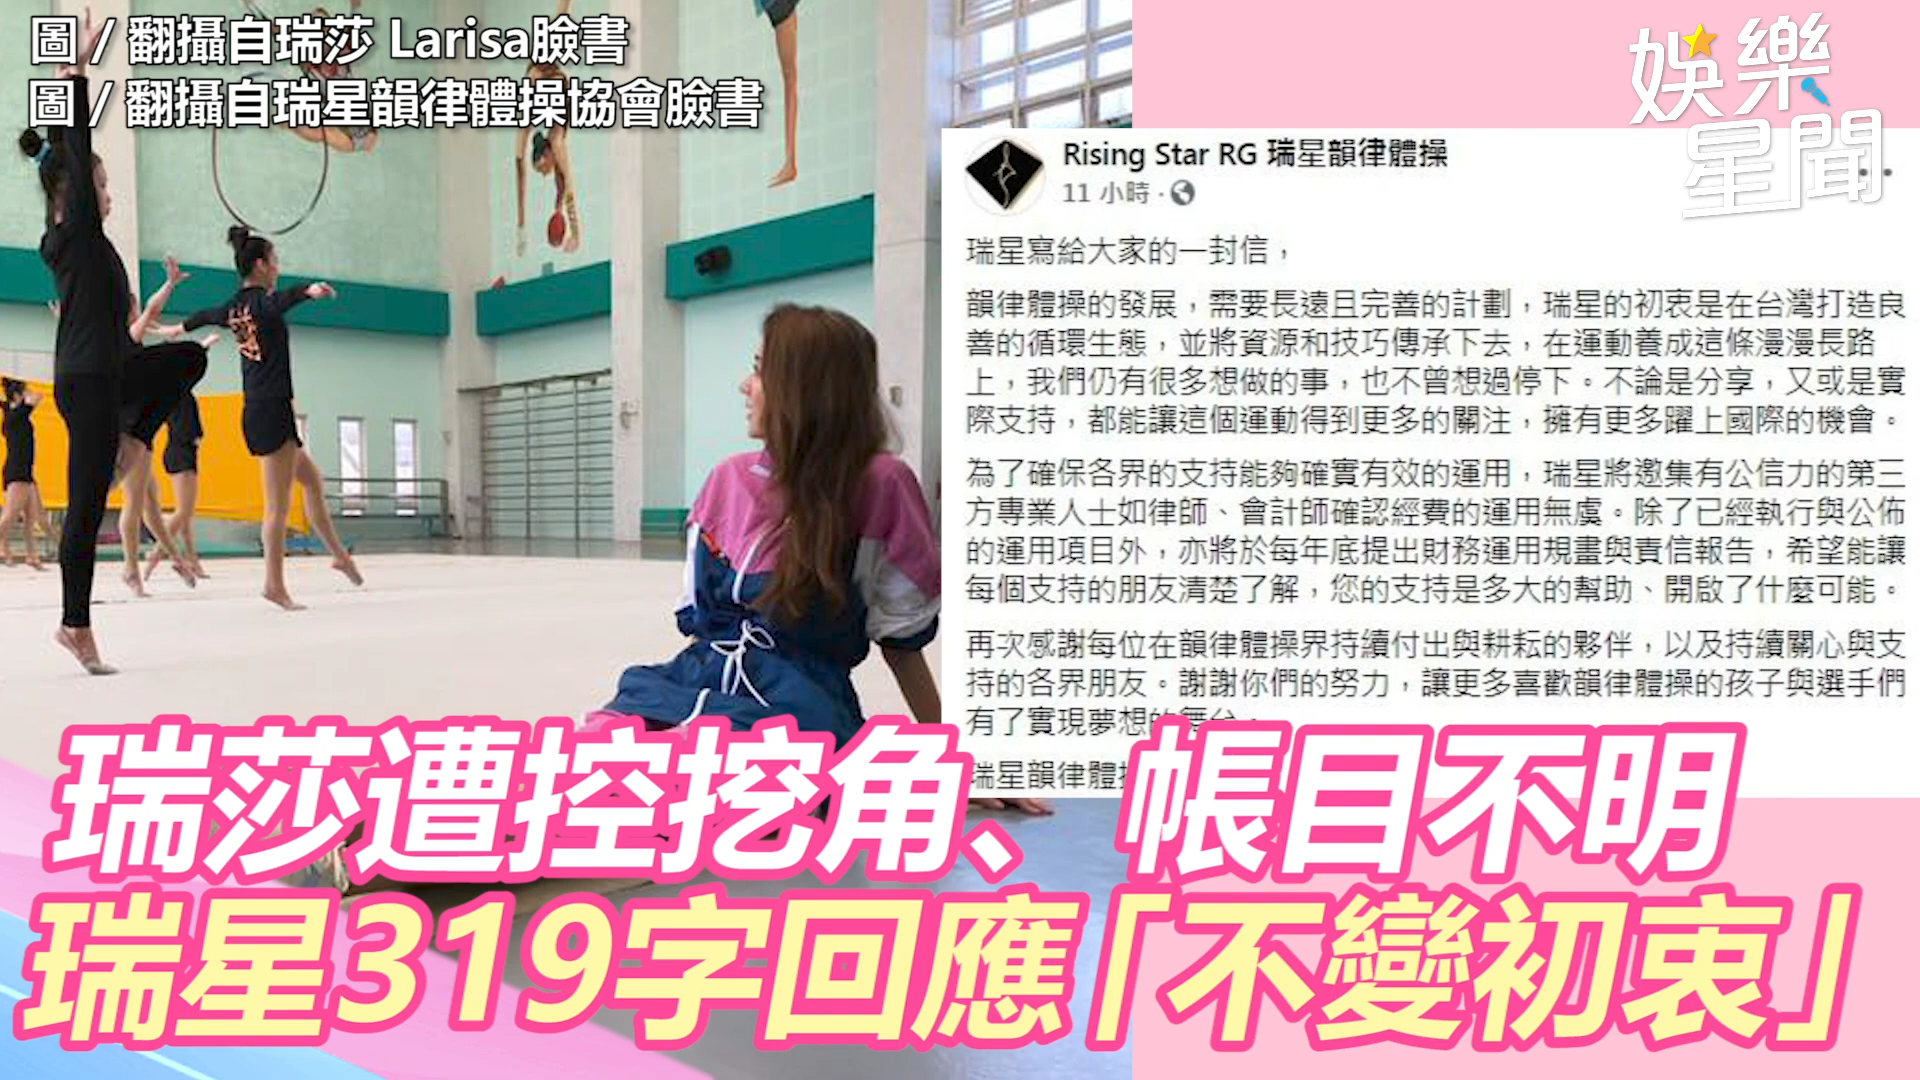 圖 / 翻攝自瑞莎 Larisa臉書
圖 / 翻攝自瑞星韻律體操協會臉書
娛樂
星聞
Rising Star RG 瑞星韻律體操
11 小時
瑞星寫給大家的一封信，
韻律體操的發展，需要長遠且完善的計劃，瑞星的初衷是在台灣打造良
善的循環生態，並將資源和技巧傳承下去，在運動養成這條漫漫長路
上，我們仍有很多想做的事，也不曾想過停下。不論是分享，又或是實
際支持，都能讓這個運動得到更多的關注，擁有更多躍上國際的機會。
為了確保各界的支持能夠確實有效的運用，瑞星將邀集有公信力的第三
方專業人士如律師、會計師確認經費的運用無虞。除了已經執行與公佈
的運用項目外，亦將於每年底提出財務運用規畫與責信報告，希望能讓
每個支持的朋友清楚了解，您的支持是多大的幫助、開啟了什麼可能。
再次感謝每位在韻律體操界持續付出與耕耘的夥伴，以及持續關心與支
持的各界朋友。謝謝你們的努力，讓更多喜歡韻律體操的孩子與選手們
有了實現夢想的舞台。
瑞星韻律體
瑞莎遭控挖角、帳目不明
瑞星319字回應「不變初衷」